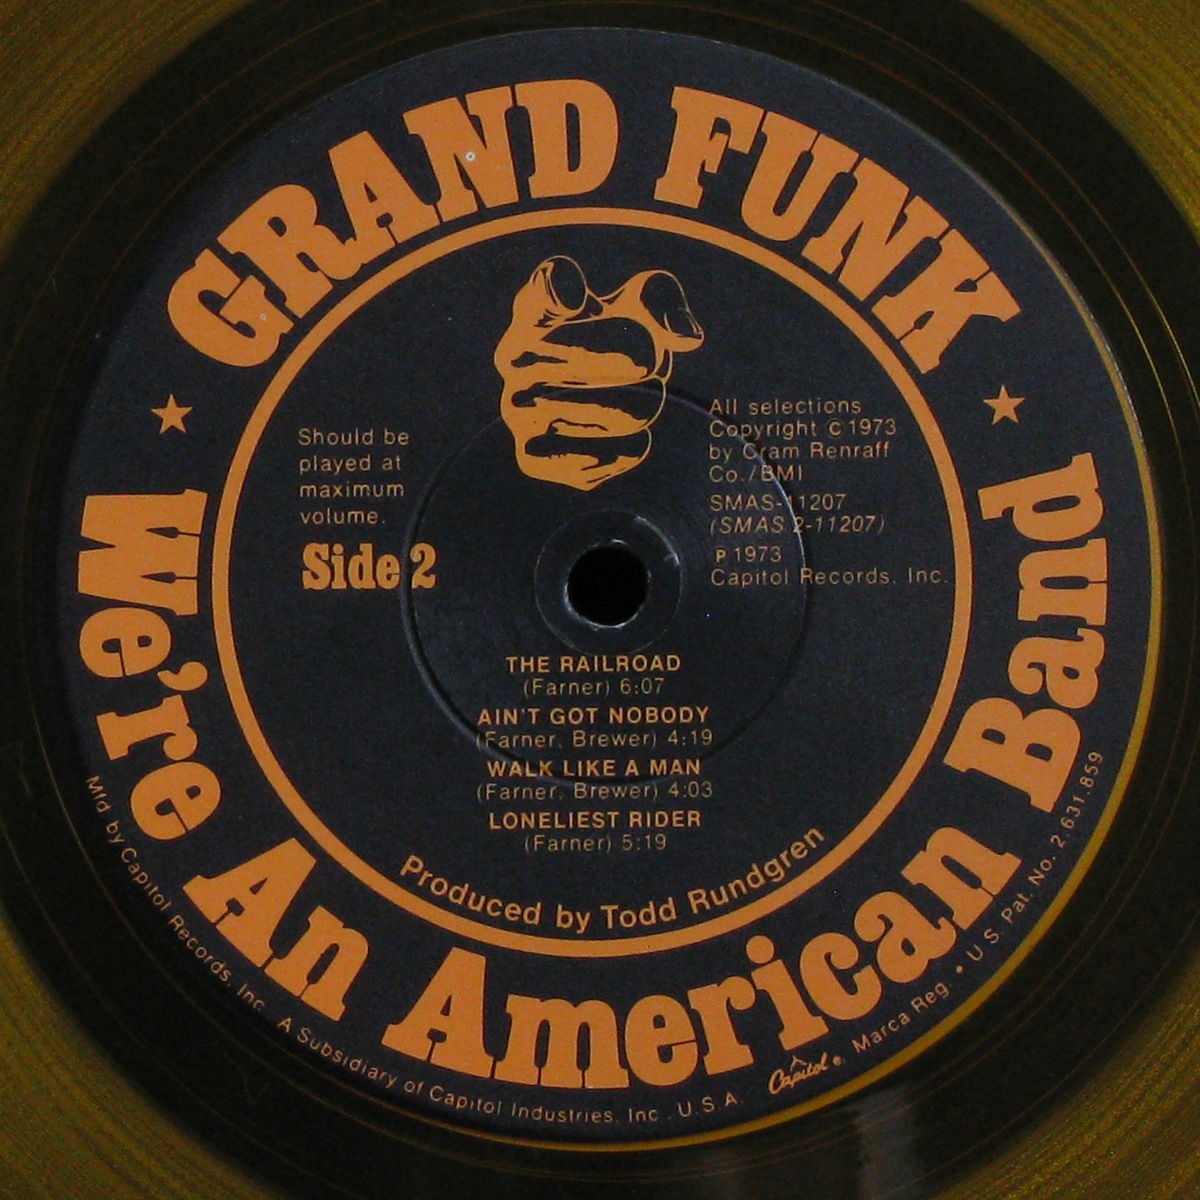 GRAND FUNK
We're An American Band
Should be
played at
maximum
volume.
Side 2
All selections
Copyright ©1973
by Cram Renraff
Co./BMI
SMAS-11207
(SMAS 2-11207)
℗ 1973
Capitol Records, Inc.
THE RAILROAD
(Farner) 6:07
AIN'T GOT NOBODY
(Farner, Brewer) 4:19
WALK LIKE A MAN
(Farner, Brewer) 4:03
LONELIEST RIDER
(Farner) 5:19
Produced by Todd Rundgren
Mfd by Capitol Records, Inc. A Subsidiary of Capitol Industries, Inc. U.S.A. Capitol ® Marca Reg. • U.S. Pat. No. 2,631,859